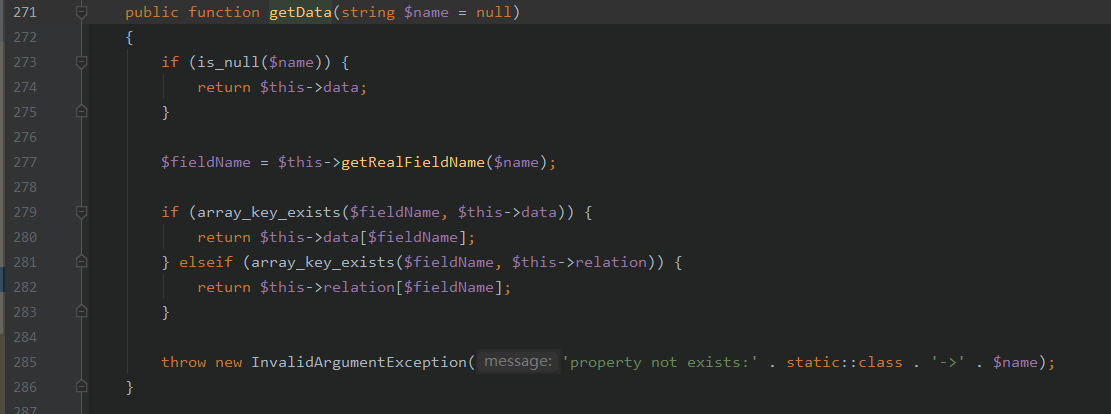 271 public function getData(string $name = null)
272 {
273 if (is_null($name)) {
274 return $this->data;
275 }
276
277 $fieldName = $this->getRealFieldName($name);
278
279 if (array_key_exists($fieldName, $this->data)) {
280 return $this->data[$fieldName];
281 } elseif (array_key_exists($fieldName, $this->relation)) {
282 return $this->relation[$fieldName];
283 }
284
285 throw new InvalidArgumentException( message: 'property not exists:' . static::class . '->' . $name);
286 }
287